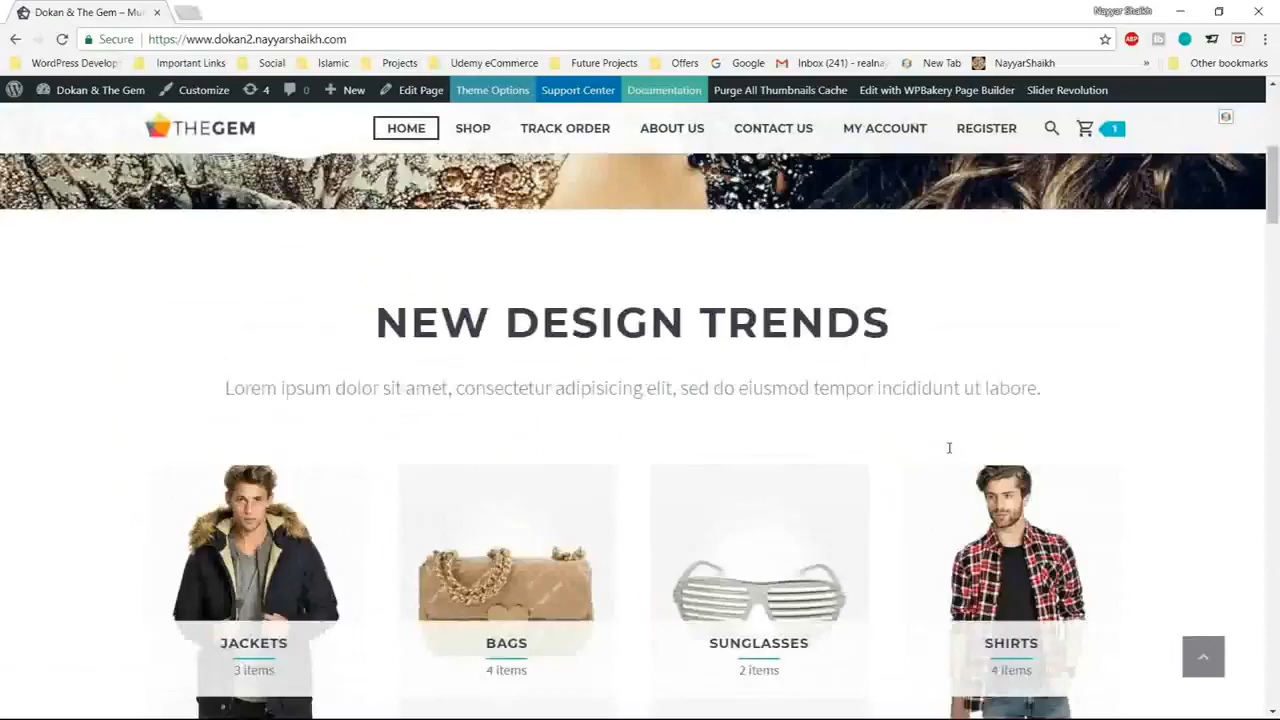 Dokan & The Gem – Mu
Nayyar Shaikh
Secure
https://www.dokan2.nayyarshaikh.com
ABP
WordPress Develop
Important Links
Social
Islamic
Projects
Udemy eCommerce
Future Projects
Offers
Google
Inbox (241) - realna
New Tab
NayyarShaikh
»
Other bookmarks
Dokan & The Gem
Customize
4
0
New
Edit Page
Theme Options
Support Center
Documentation
Purge All Thumbnails Cache
Edit with WPBakery Page Builder
Slider Revolution
THEGEM
HOME
SHOP
TRACK ORDER
ABOUT US
CONTACT US
MY ACCOUNT
REGISTER
1
NEW DESIGN TRENDS
Lorem ipsum dolor sit amet, consectetur adipisicing elit, sed do eiusmod tempor incididunt ut labore.
JACKETS
3 items
BAGS
4 items
SUNGLASSES
2 items
SHIRTS
4 items